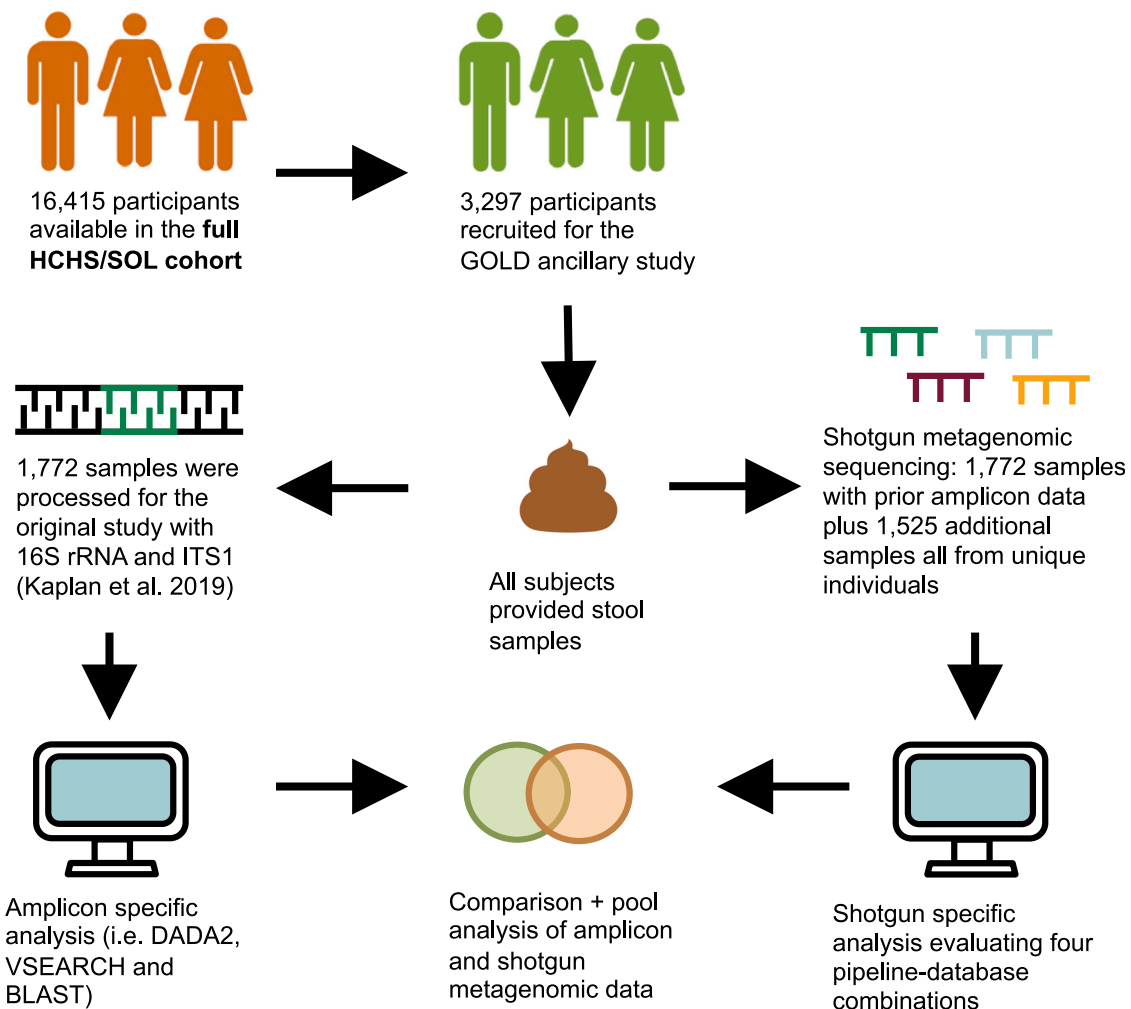 16,415 participants
available in the full
HCHS/SOL cohort
3,297 participants
recruited for the
GOLD ancillary study
1,772 samples were
processed for the
original study with
16S rRNA and ITS1
(Kaplan et al. 2019)
All subjects
provided stool
samples
Shotgun metagenomic
sequencing: 1,772 samples
with prior amplicon data
plus 1,525 additional
samples all from unique
individuals
Amplicon specific
analysis (i.e. DADA2,
VSEARCH and
BLAST)
Comparison + pool
analysis of amplicon
and shotgun
metagenomic data
Shotgun specific
analysis evaluating four
pipeline-database
combinations